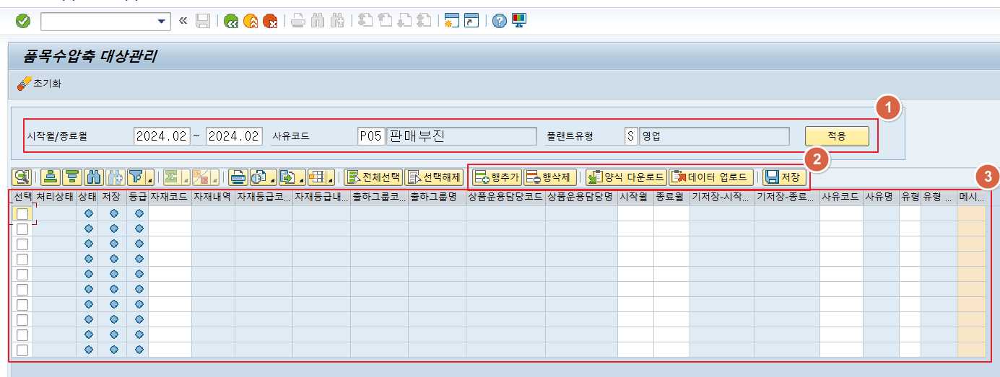 품목수압축 대상관리
초기화
1
시작월/종료월 2024.02 ~ 2024.02 사유코드 P05 판매부진 플랜트유형 S 영업 적용
2
전체선택 선택해제 행추가 행삭제 양식 다운로드 데이터 업로드 저장
3
선택 처리상태 상태 저장 등급 자재코드 자재내역 자재등급코... 자재등급내... 출하그룹코... 출하그룹명 상품운용담당코드 상품운용담당명 시작월 종료월 기저장-시작... 기저장-종료... 사유코드 사유명 유형 유형 ... 메시...